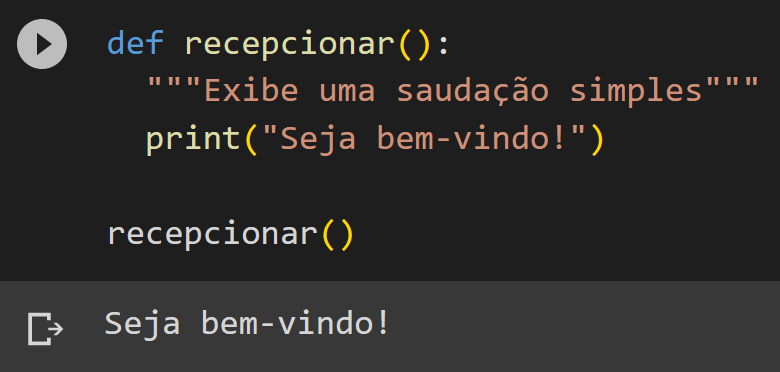 def recepcionar():
"""Exibe uma saudação simples"""
print("Seja bem-vindo!")
recepcionar()
Seja bem-vindo!